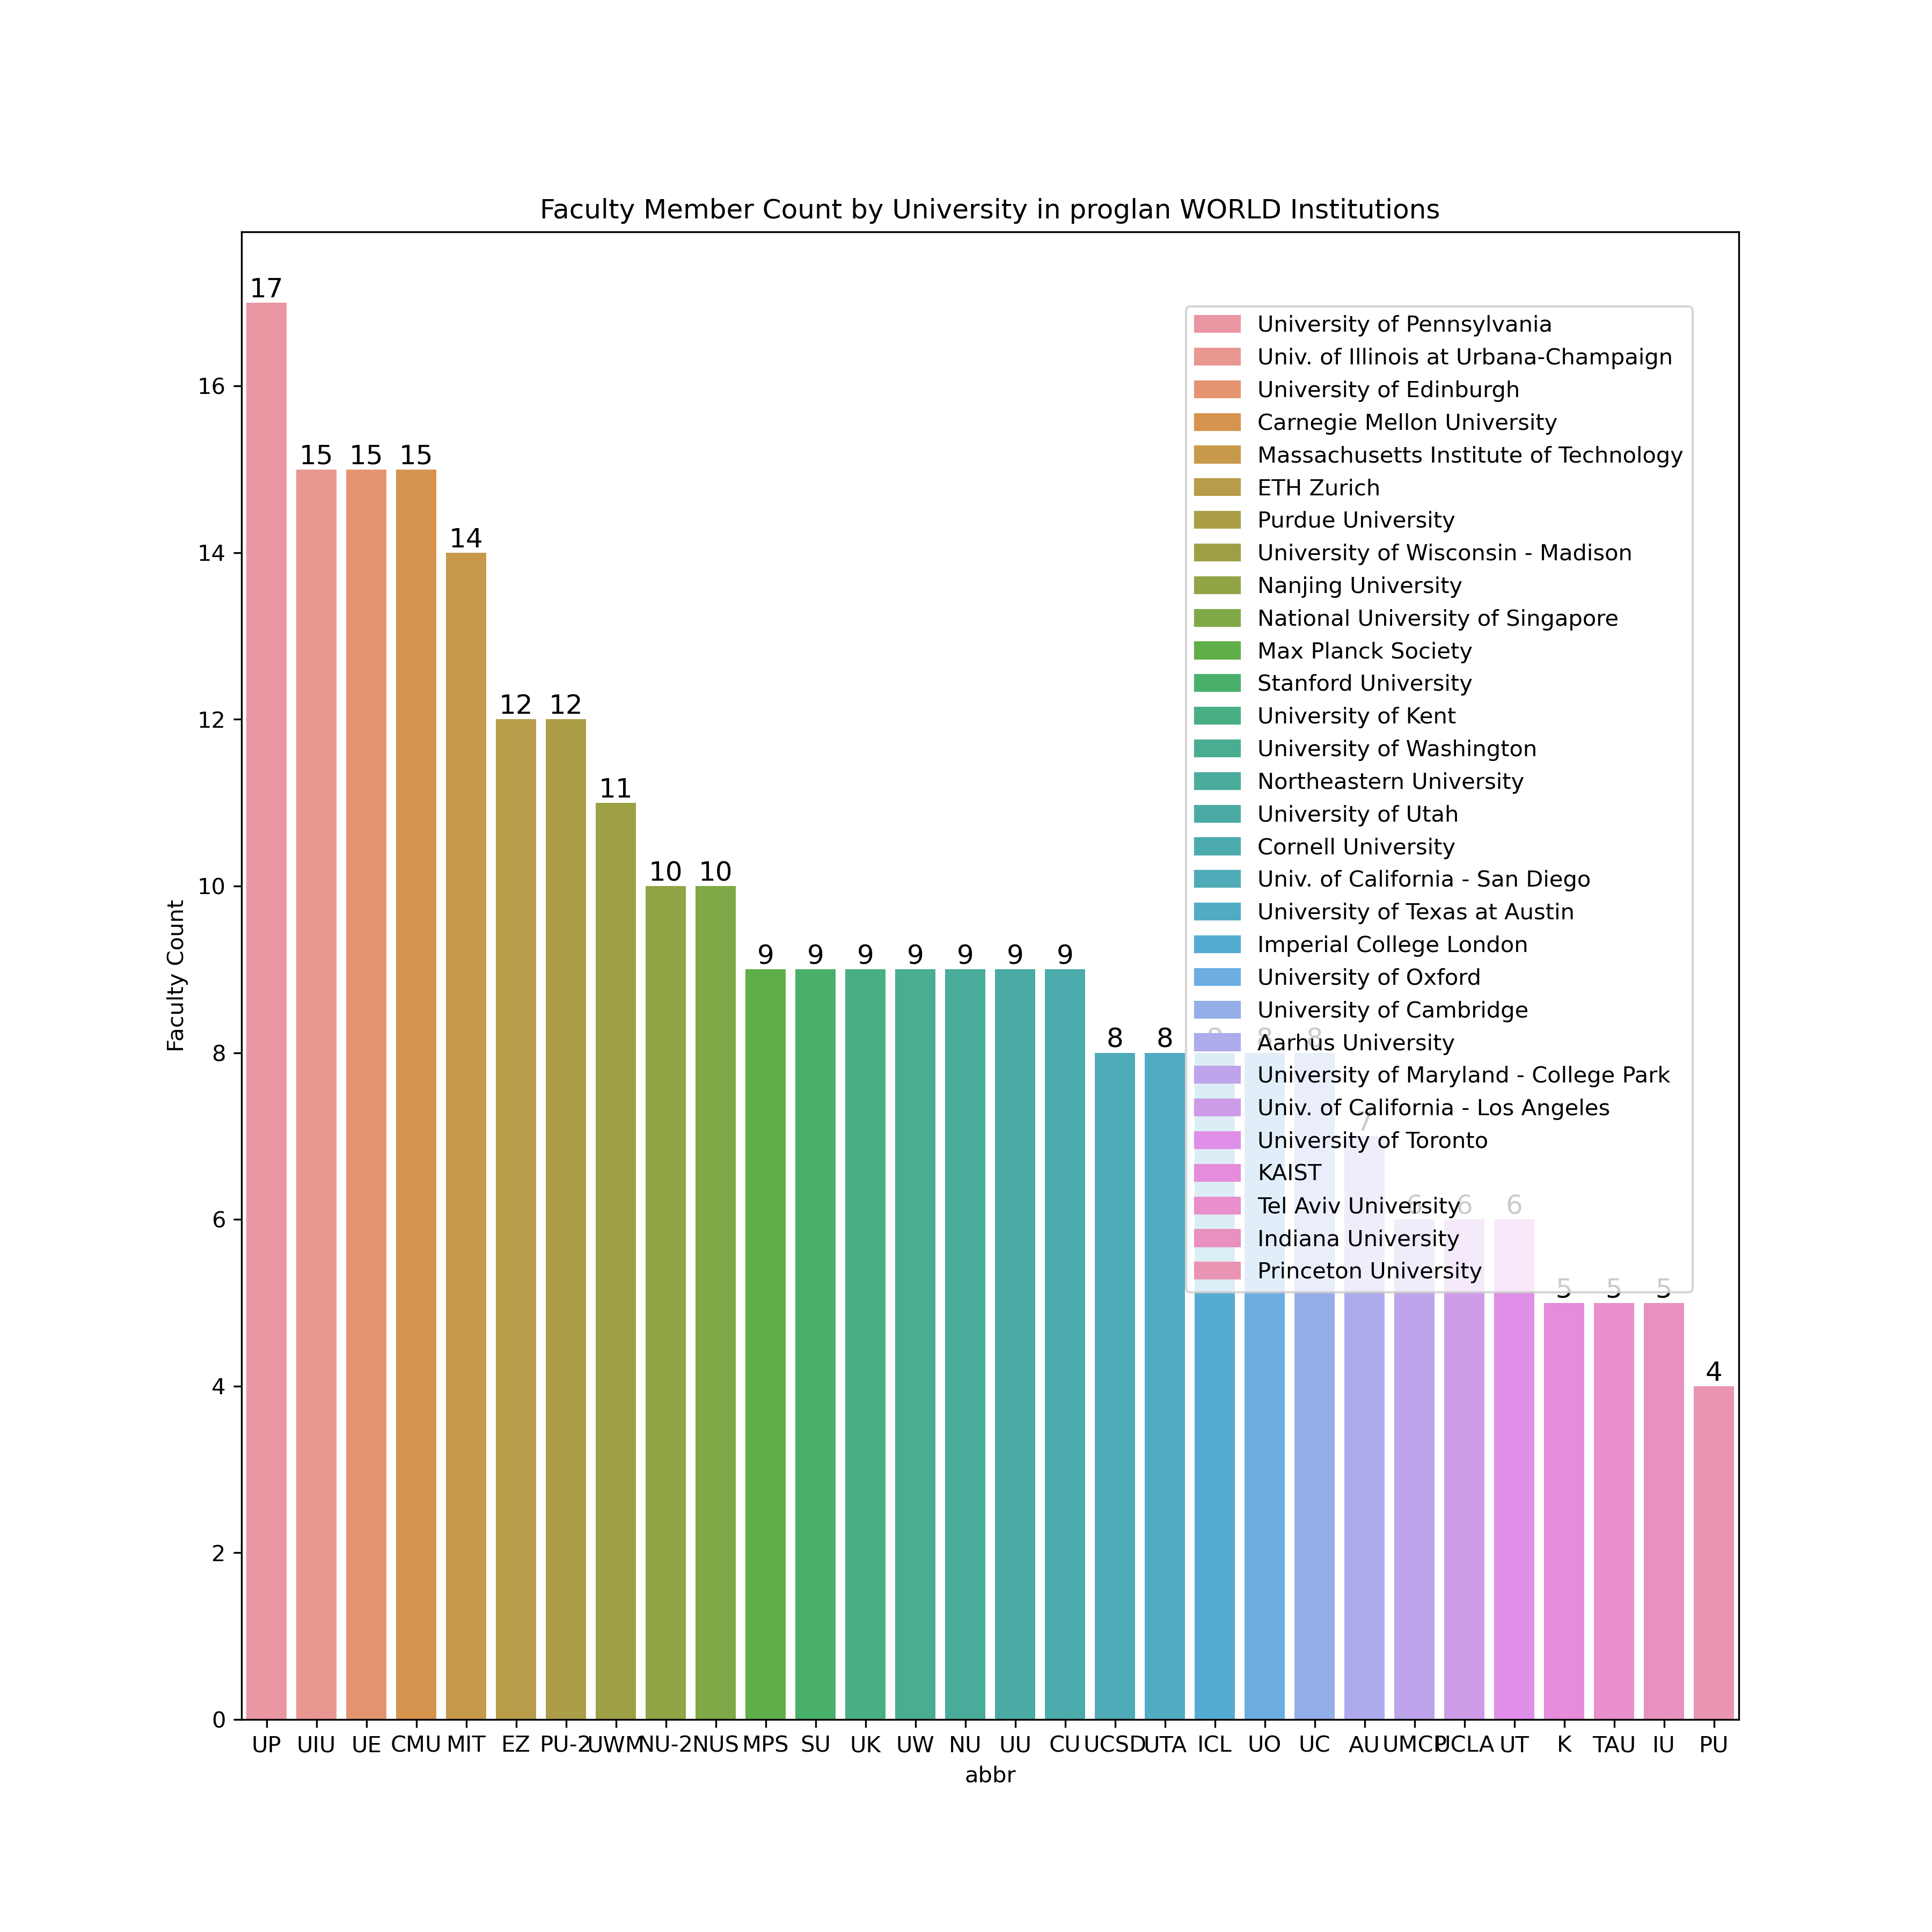 Faculty Member Count by University in proglan WORLD Institutions
17
15 15 15
14
12 12
11
10 10
9 9 9 9 9 9 9
8 8 8 8 8
7
6 6 6
5 5 5
4
University of Pennsylvania
Univ. of Illinois at Urbana-Champaign
University of Edinburgh
Carnegie Mellon University
Massachusetts Institute of Technology
ETH Zurich
Purdue University
University of Wisconsin - Madison
Nanjing University
National University of Singapore
Max Planck Society
Stanford University
University of Kent
University of Washington
Northeastern University
University of Utah
Cornell University
Univ. of California - San Diego
University of Texas at Austin
Imperial College London
University of Oxford
University of Cambridge
Aarhus University
University of Maryland - College Park
Univ. of California - Los Angeles
University of Toronto
KAIST
Tel Aviv University
Indiana University
Princeton University
Faculty Count
16
14
12
10
8
6
4
2
0
UP UIU UE CMU MIT EZ PU-2 UWM NU-2 NUS MPS SU UK UW NU UU CU UCSD UTA ICL UO UC AU UMCP UCLA UT K TAU IU PU
abbr